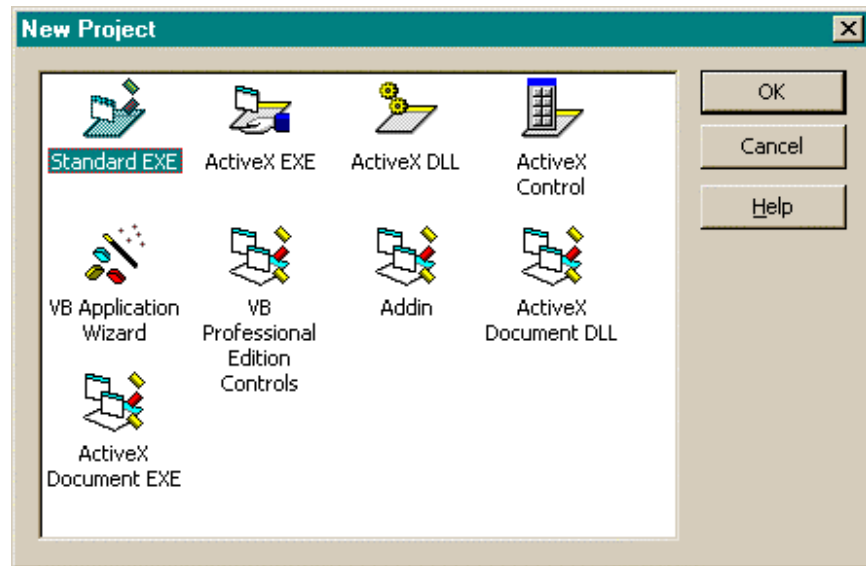 New Project
OK
Cancel
Help
Standard EXE
ActiveX EXE
ActiveX DLL
ActiveX
Control
VB Application
Wizard
VB
Professional
Edition
Controls
Addin
ActiveX
Document DLL
ActiveX
Document EXE